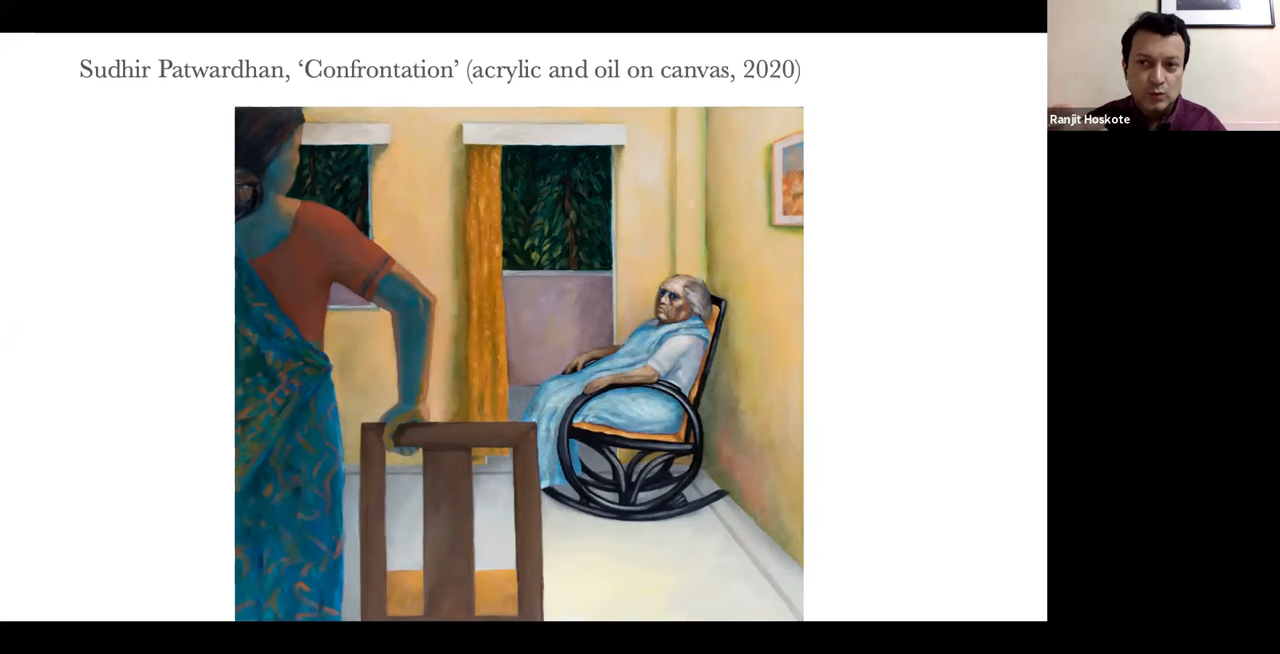 Sudhir Patwardhan, ‘Confrontation’ (acrylic and oil on canvas, 2020)
Ranjit Hoskote